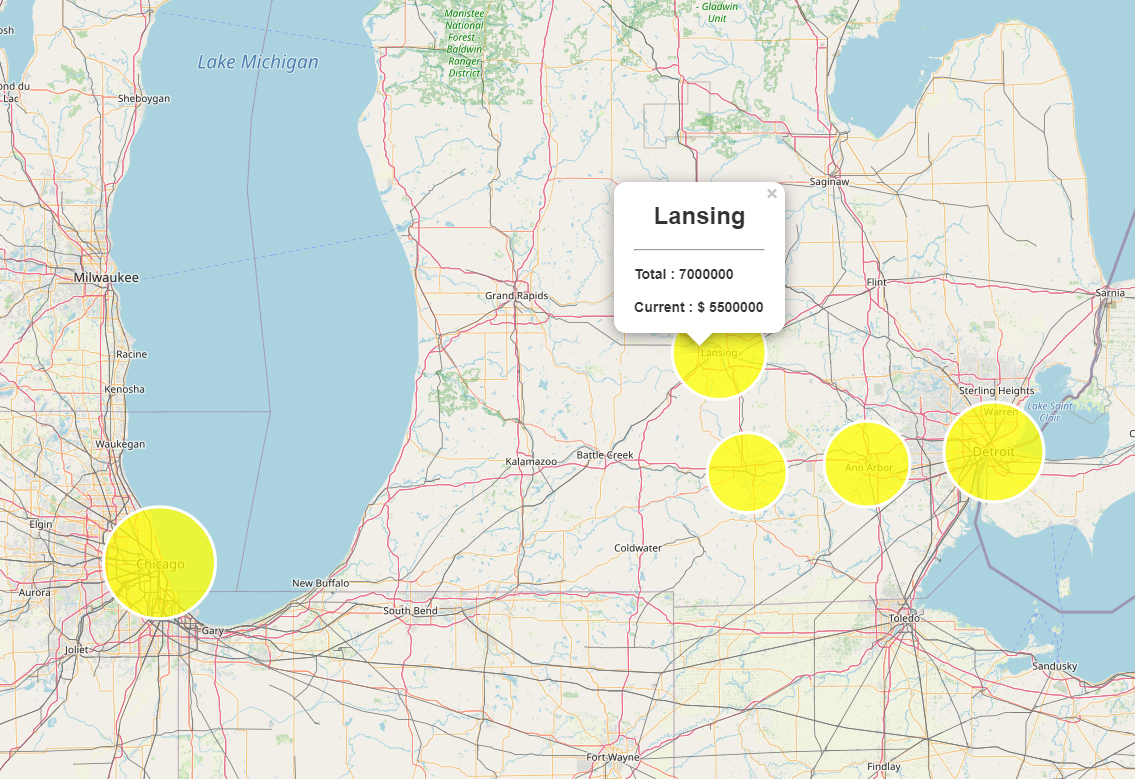 Manistee
National
Forest -
Baldwin
Ranger
District
- Gladwin
Unit
osh
Lake Michigan
ond du
Lac
Sheboygan
Saginaw
×
Lansing
Total : 7000000
Current : $ 5500000
Milwaukee
Flint
Sarnia
Grand Rapids
Racine
Lansing
Kenosha
Sterling Heights
Lake Saint
Clair
Warren
Waukegan
Battle Creek
Kalamazoo
Ann Arbor
Detroit
C
Elgin
Coldwater
Chicago
New Buffalo
Aurora
South Bend
Gary
Toledo
Joliet
Sandusky
Fort Wayne
Findlay